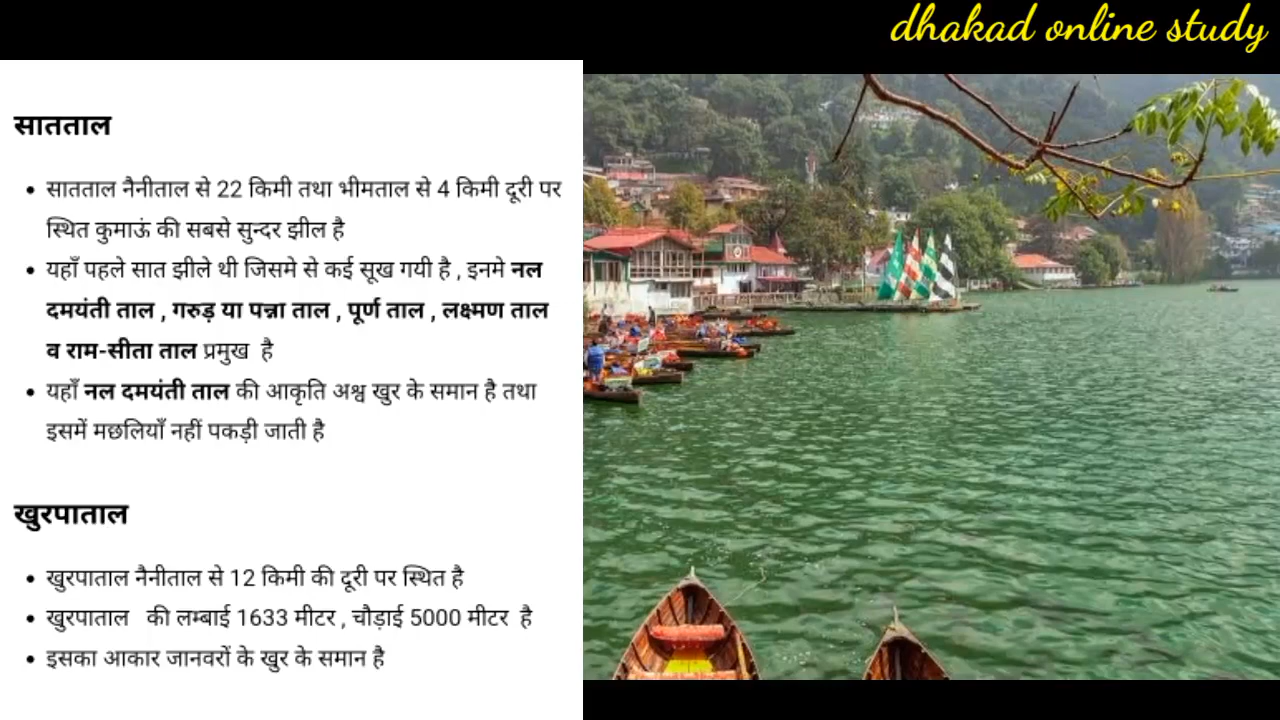 dhakad online study
सातताल
• सातताल नैनीताल से 22 किमी तथा भीमताल से 4 किमी दूरी पर
स्थित कुमाऊं की सबसे सुन्दर झील है
• यहाँ पहले सात झीले थी जिसमे से कई सूख गयी है , इनमे नल
दमयंती ताल , गरुड़ या पन्ना ताल , पूर्ण ताल , लक्ष्मण ताल
व राम-सीता ताल प्रमुख है
• यहाँ नल दमयंती ताल की आकृति अश्व खुर के समान है तथा
इसमें मछलियाँ नहीं पकड़ी जाती है
खुरपाताल
• खुरपाताल नैनीताल से 12 किमी की दूरी पर स्थित है
• खुरपाताल की लम्बाई 1633 मीटर , चौड़ाई 5000 मीटर है
• इसका आकार जानवरों के खुर के समान है